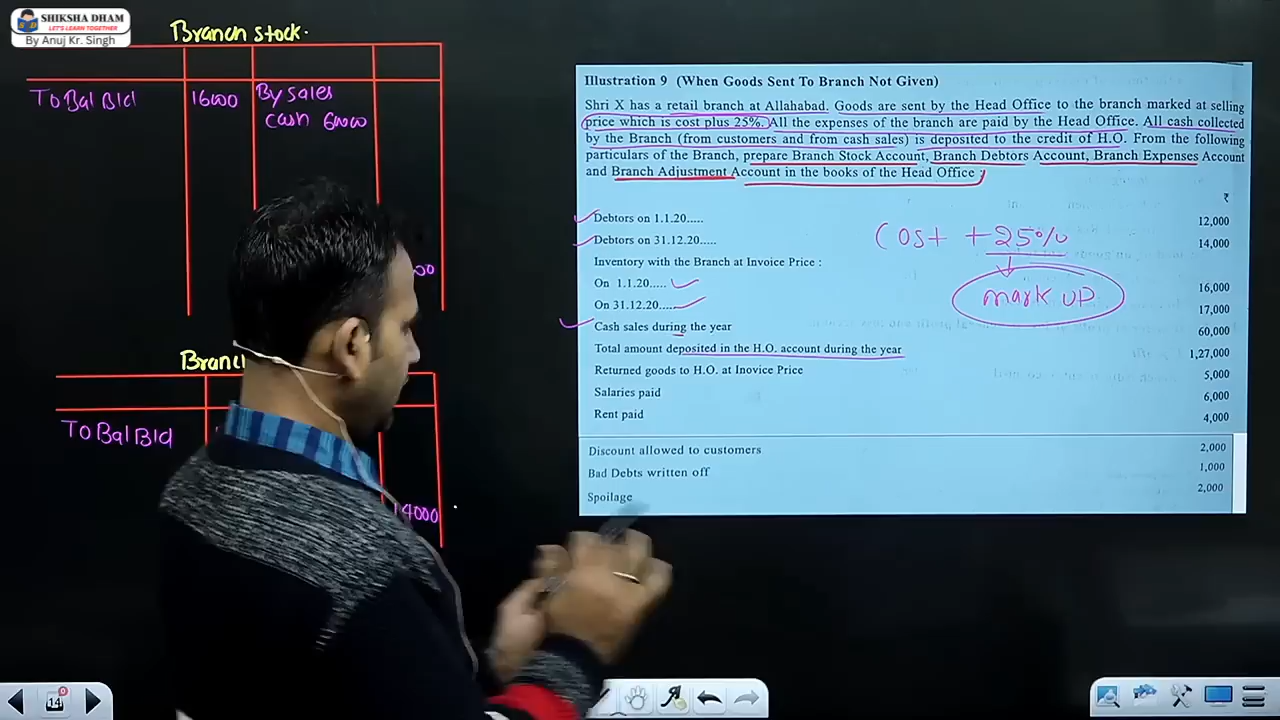 SHIKSHA DHAM
LET'S LEARN TOGETHER
By Anuj Kr. Singh
Branch stock.
To Bal Bld 16000 By sales
cash 60000
00
Branc
To Bal Bld
14000
Illustration 9 (When Goods Sent To Branch Not Given)
Shri X has a retail branch at Allahabad. Goods are sent by the Head Office to the branch marked at selling
price which is cost plus 25%. All the expenses of the branch are paid by the Head Office. All cash collected
by the Branch (from customers and from cash sales) is deposited to the credit of H.O. From the following
particulars of the Branch, prepare Branch Stock Account, Branch Debtors Account, Branch Expenses Account
and Branch Adjustment Account in the books of the Head Office :
₹
Debtors on 1.1.20..... 12,000
Debtors on 31.12.20..... 14,000
Inventory with the Branch at Invoice Price :
On 1.1.20..... 16,000
On 31.12.20..... 17,000
Cash sales during the year 60,000
Total amount deposited in the H.O. account during the year 1,27,000
Returned goods to H.O. at Inovice Price 5,000
Salaries paid 6,000
Rent paid 4,000
Discount allowed to customers 2,000
Bad Debts written off 1,000
Spoilage 2,000
Cost + 25%
mark UP
14
0